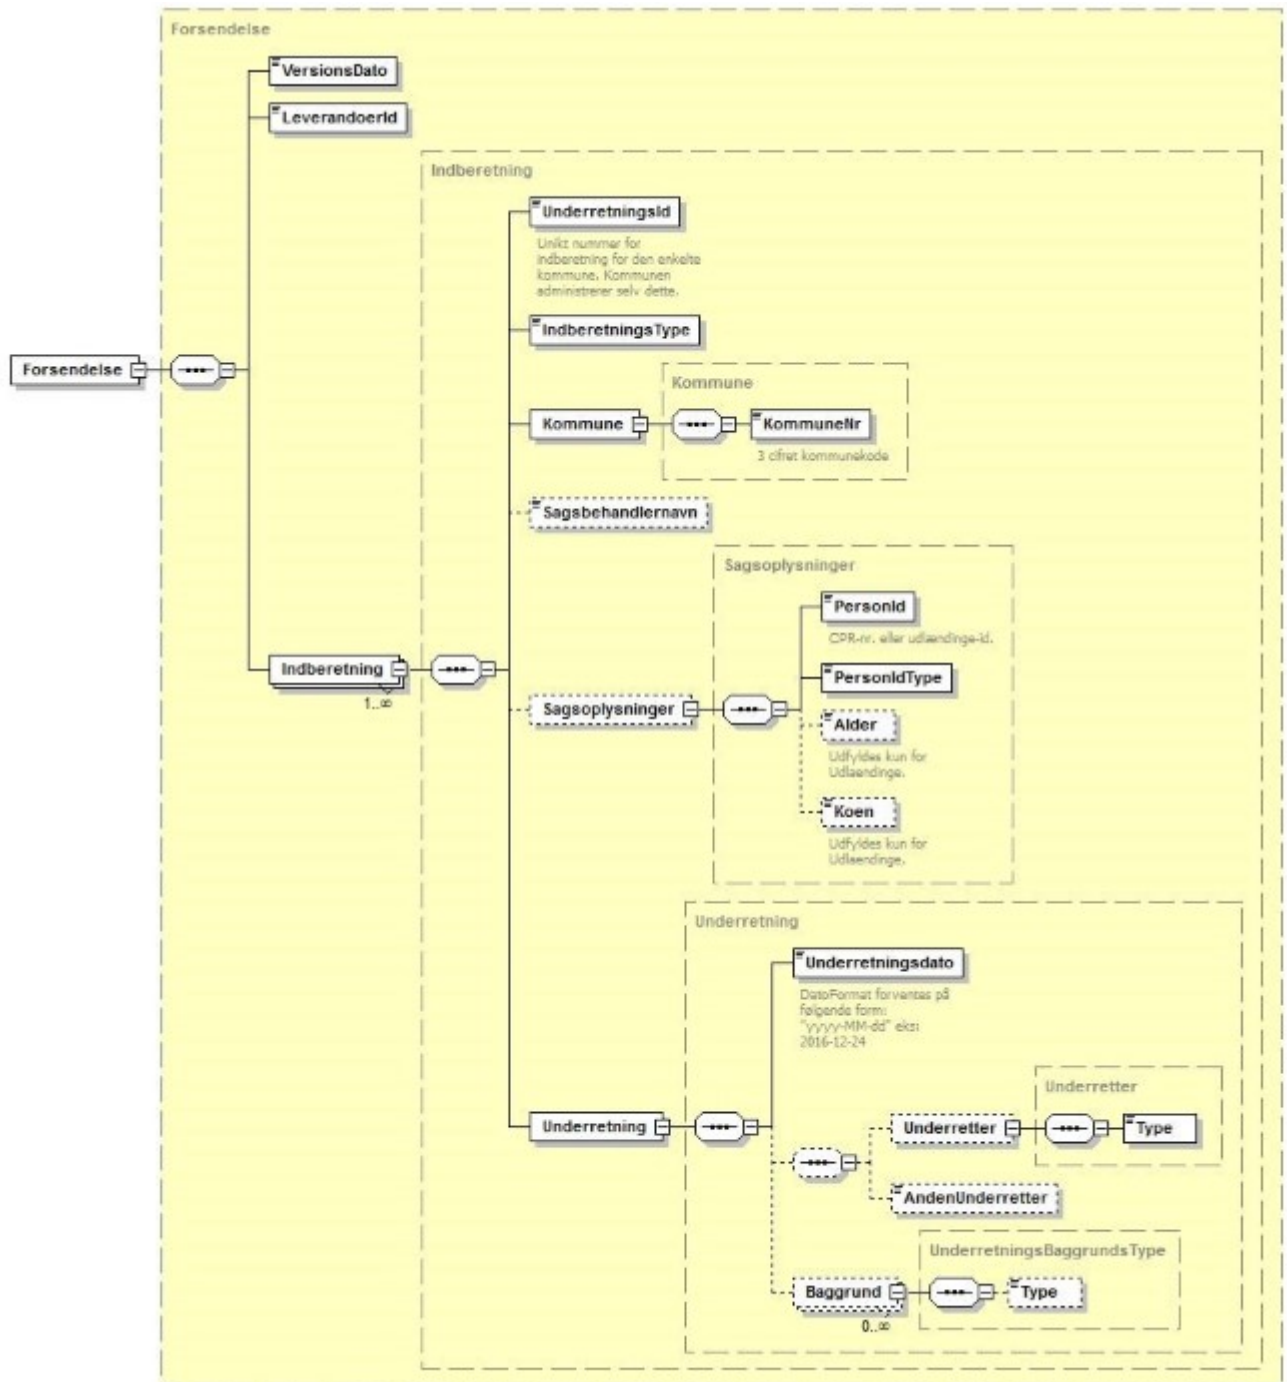 Forsendelse
VersionsDato
LeverandoerId
Indberetning
UnderretningsId
Unikt nummer for
indberetning for den enkelte
kommune. Kommunen
administrerer selv dette.
IndberetningsType
Forsendelse
Kommune
Kommune
KommuneNr
3 cifret kommunekode
Sagsbehandlernavn
Sagsoplysninger
PersonId
CPR-nr. eller udlændinge-id.
Indberetning
1..∞
PersonIdType
Sagsoplysninger
Alder
Udfyldes kun for
Udlaendinge.
Koen
Udfyldes kun for
Udlaendinge.
Underretning
Underretningsdato
DatoFormat forventes på
følgende form:
"yyyy-MM-dd" eks:
2016-12-24
Underretter
Underretning
Underretter
Type
AndenUnderretter
UnderretningsBaggrundsType
Baggrund
0..∞
Type